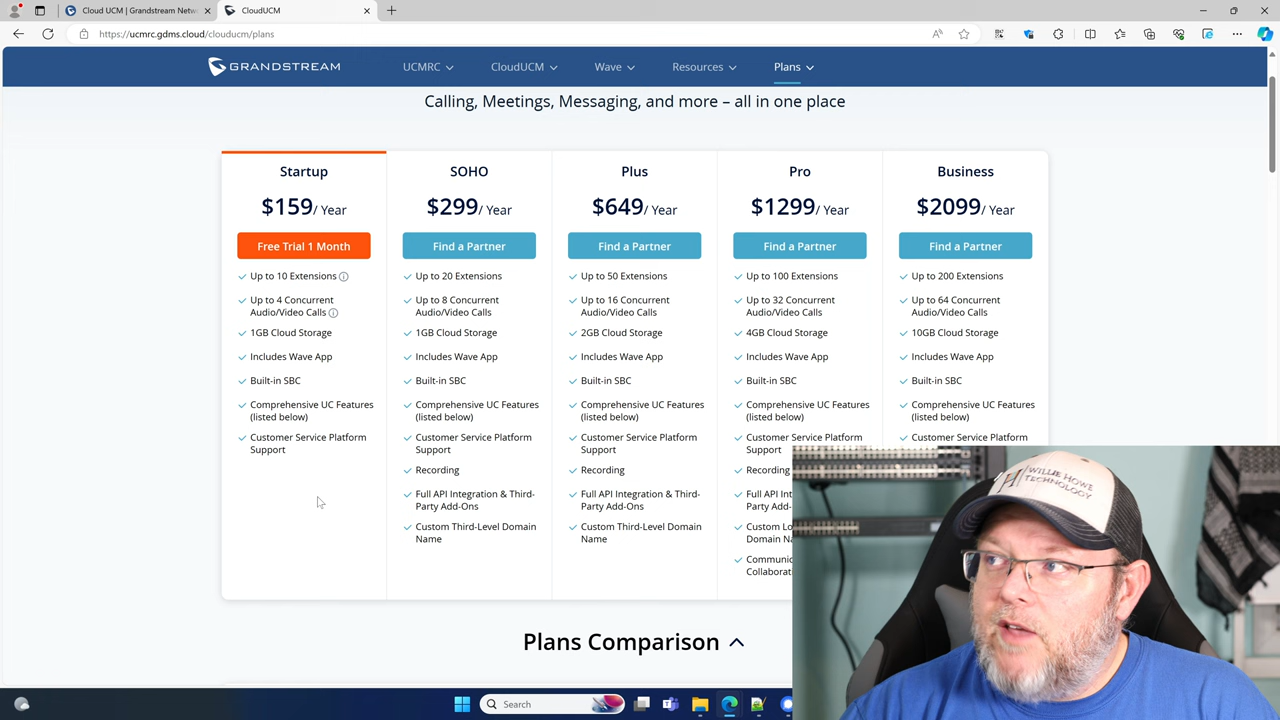 Cloud UCM | Grandstream Netw
CloudUCM
https://ucmrc.gdms.cloud/clouducm/plans
GRANDSTREAM
UCMRC
CloudUCM
Wave
Resources
Plans
Calling, Meetings, Messaging, and more – all in one place
Startup
$159/ Year
Free Trial 1 Month
Up to 10 Extensions
Up to 4 Concurrent
Audio/Video Calls
1GB Cloud Storage
Includes Wave App
Built-in SBC
Comprehensive UC Features
(listed below)
Customer Service Platform
Support
SOHO
$299/ Year
Find a Partner
Up to 20 Extensions
Up to 8 Concurrent
Audio/Video Calls
1GB Cloud Storage
Includes Wave App
Built-in SBC
Comprehensive UC Features
(listed below)
Customer Service Platform
Support
Recording
Full API Integration & Third-
Party Add-Ons
Custom Third-Level Domain
Name
Plus
$649/ Year
Find a Partner
Up to 50 Extensions
Up to 16 Concurrent
Audio/Video Calls
2GB Cloud Storage
Includes Wave App
Built-in SBC
Comprehensive UC Features
(listed below)
Customer Service Platform
Support
Recording
Full API Integration & Third-
Party Add-Ons
Custom Third-Level Domain
Name
Pro
$1299/ Year
Find a Partner
Up to 100 Extensions
Up to 32 Concurrent
Audio/Video Calls
4GB Cloud Storage
Includes Wave App
Built-in SBC
Comprehensive UC Features
(listed below)
Customer Service Platform
Support
Recording
Full API Int
Party Add-
Custom Lo
Domain Na
Communic
Collaborat
Business
$2099/ Year
Find a Partner
Up to 200 Extensions
Up to 64 Concurrent
Audio/Video Calls
10GB Cloud Storage
Includes Wave App
Built-in SBC
Comprehensive UC Features
(listed below)
Customer Service Platform
Plans Comparison
WILLIE HOWE
TECHNOLOGY
Search